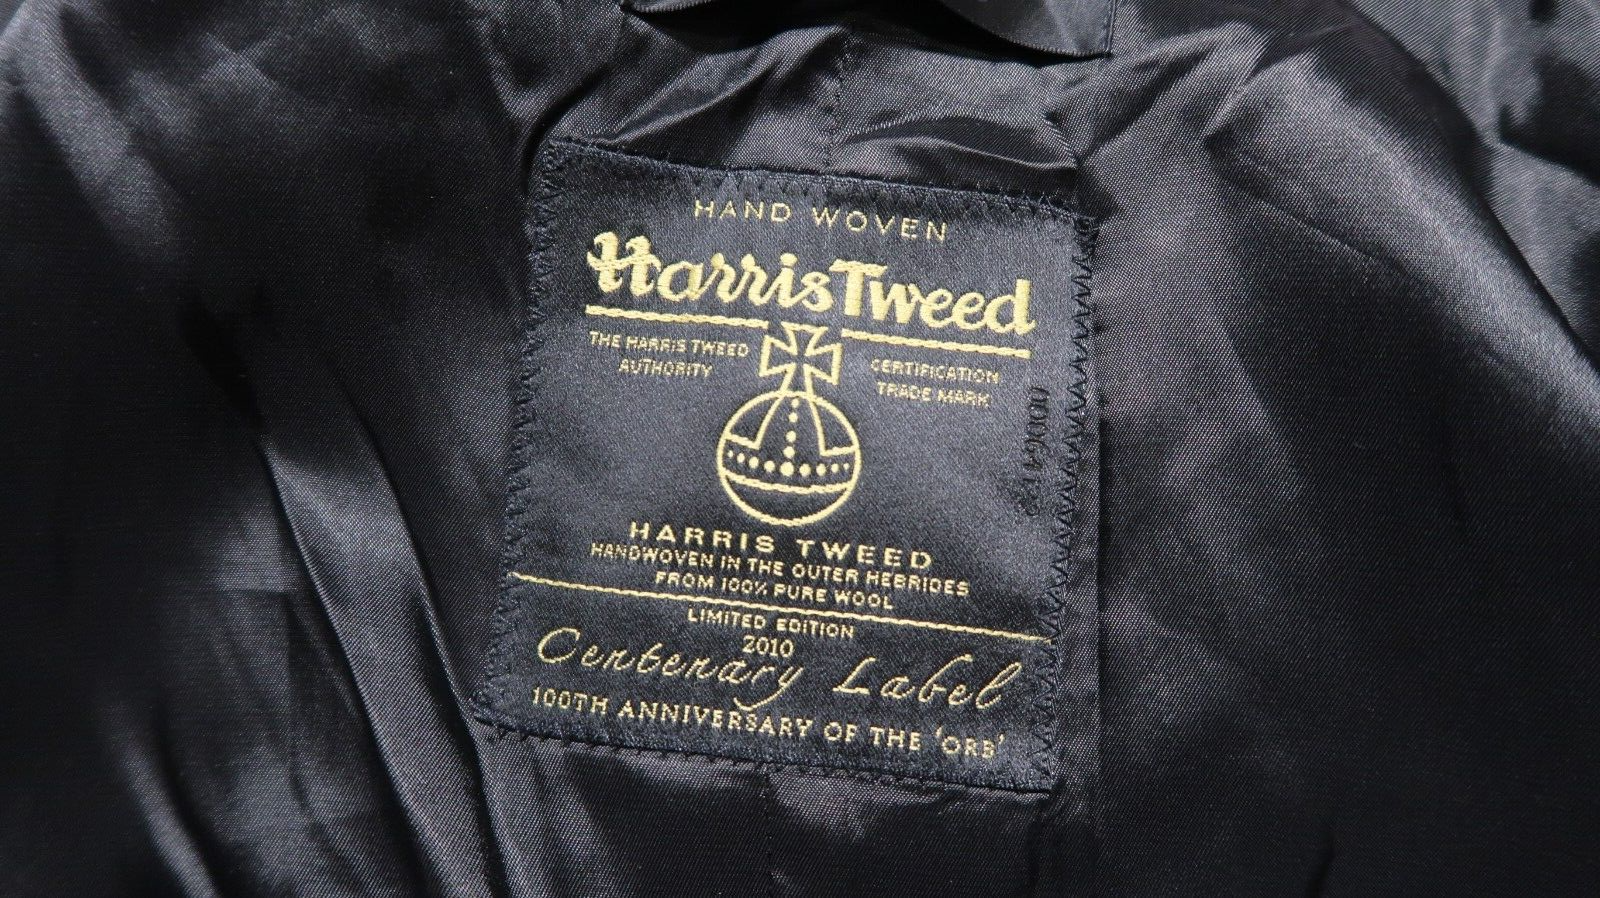 HAND WOVEN
Harris Tweed
THE HARRIS TWEED
AUTHORITY
CERTIFICATION
TRADE MARK
HARRIS TWEED
HANDWOVEN IN THE OUTER HEBRIDES
FROM 100% PURE WOOL
LIMITED EDITION
2010
Centenary Label
100TH ANNIVERSARY OF THE 'ORB'